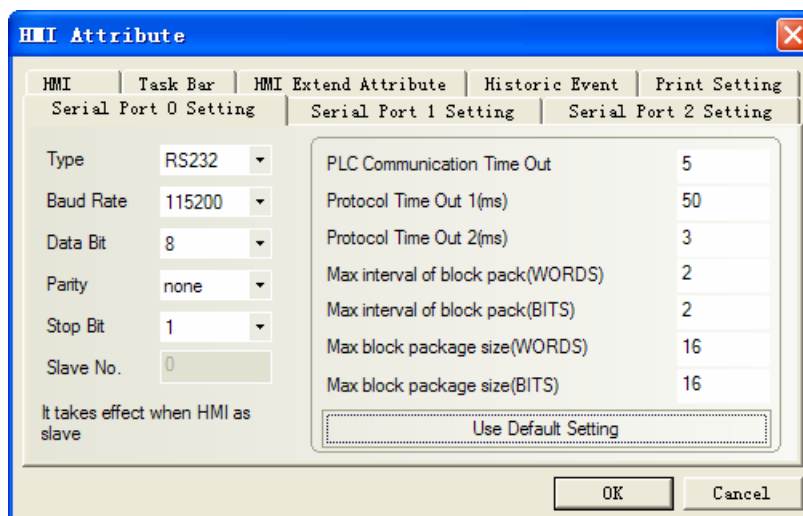 HMI Attribute
HMI Task Bar HMI Extend Attribute Historic Event Print Setting
Serial Port 0 Setting Serial Port 1 Setting Serial Port 2 Setting
Type RS232
Baud Rate 115200
Data Bit 8
Parity none
Stop Bit 1
Slave No. 0
It takes effect when HMI as
slave
PLC Communication Time Out 5
Protocol Time Out 1(ms) 50
Protocol Time Out 2(ms) 3
Max interval of block pack(WORDS) 2
Max interval of block pack(BITS) 2
Max block package size(WORDS) 16
Max block package size(BITS) 16
Use Default Setting
OK Cancel